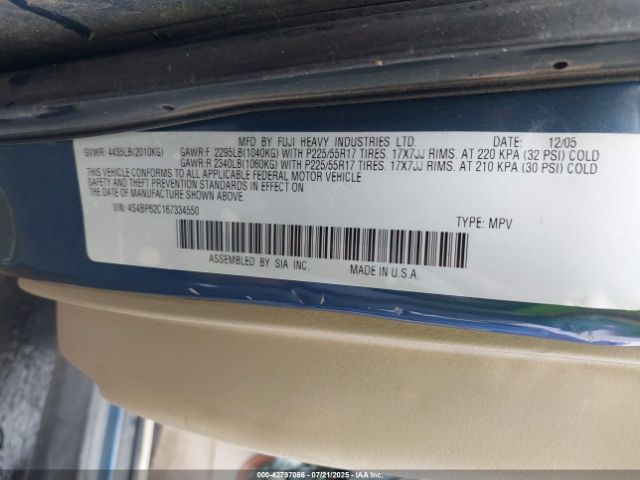 MFD BY FUJI HEAVY INDUSTRIES LTD. DATE: 12/05
GVWR: 4435LB(2010KG) GAWR:F 2295LB(1040KG) WITH P225/55R17 TIRES. 17X7JJ RIMS. AT 220 KPA (32 PSI) COLD
GAWR:R 2340LB(1060KG) WITH P225/55R17 TIRES. 17X7JJ RIMS. AT 210 KPA (30 PSI) COLD
THIS VEHICLE CONFORMS TO ALL APPLICABLE FEDERAL MOTOR VEHICLE
SAFETY AND THEFT PREVENTION STANDARDS IN EFFECT ON THE DATE OF MANUFACTURE
SHOWN ABOVE.
VIN: 4S4BP62C167334550 TYPE: MPV
ASSEMBLED BY SIA INC. MADE IN U.S.A.
000-42797086 - 07/21/2025 - IAAI.COM